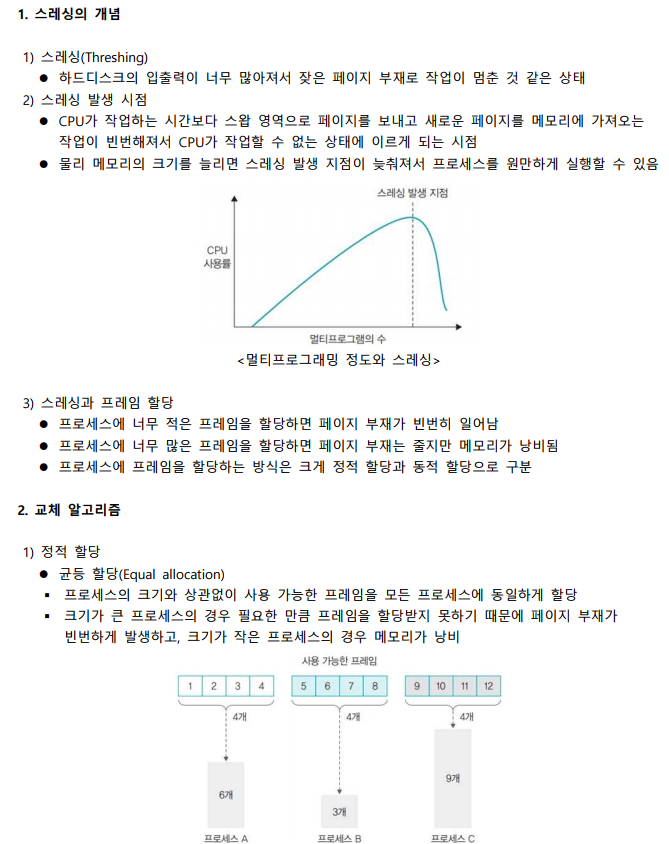 1. 스레싱의 개념
1) 스레싱(Threshing)
● 하드디스크의 입출력이 너무 많아져서 잦은 페이지 부재로 작업이 멈춘 것 같은 상태
2) 스레싱 발생 시점
● CPU가 작업하는 시간보다 스왑 영역으로 페이지를 보내고 새로운 페이지를 메모리에 가져오는
작업이 빈번해져서 CPU가 작업할 수 없는 상태에 이르게 되는 시점
● 물리 메모리의 크기를 늘리면 스레싱 발생 지점이 늦춰져서 프로세스를 원만하게 실행할 수 있음
스레싱 발생 지점
CPU
사용률
멀티프로그램의 수
<멀티프로그래밍 정도와 스레싱>
3) 스레싱과 프레임 할당
● 프로세스에 너무 적은 프레임을 할당하면 페이지 부재가 빈번히 일어남
● 프로세스에 너무 많은 프레임을 할당하면 페이지 부재는 줄지만 메모리가 낭비됨
● 프로세스에 프레임을 할당하는 방식은 크게 정적 할당과 동적 할당으로 구분
2. 교체 알고리즘
1) 정적 할당
● 균등 할당(Equal allocation)
▪ 프로세스의 크기와 상관없이 사용 가능한 프레임을 모든 프로세스에 동일하게 할당
▪ 크기가 큰 프로세스의 경우 필요한 만큼 프레임을 할당받지 못하기 때문에 페이지 부재가
빈번하게 발생하고, 크기가 작은 프로세스의 경우 메모리가 낭비
사용 가능한 프레임
1 2 3 4 5 6 7 8 9 10 11 12
4개 4개 4개
6개 3개 9개
프로세스 A 프로세스 B 프로세스 C